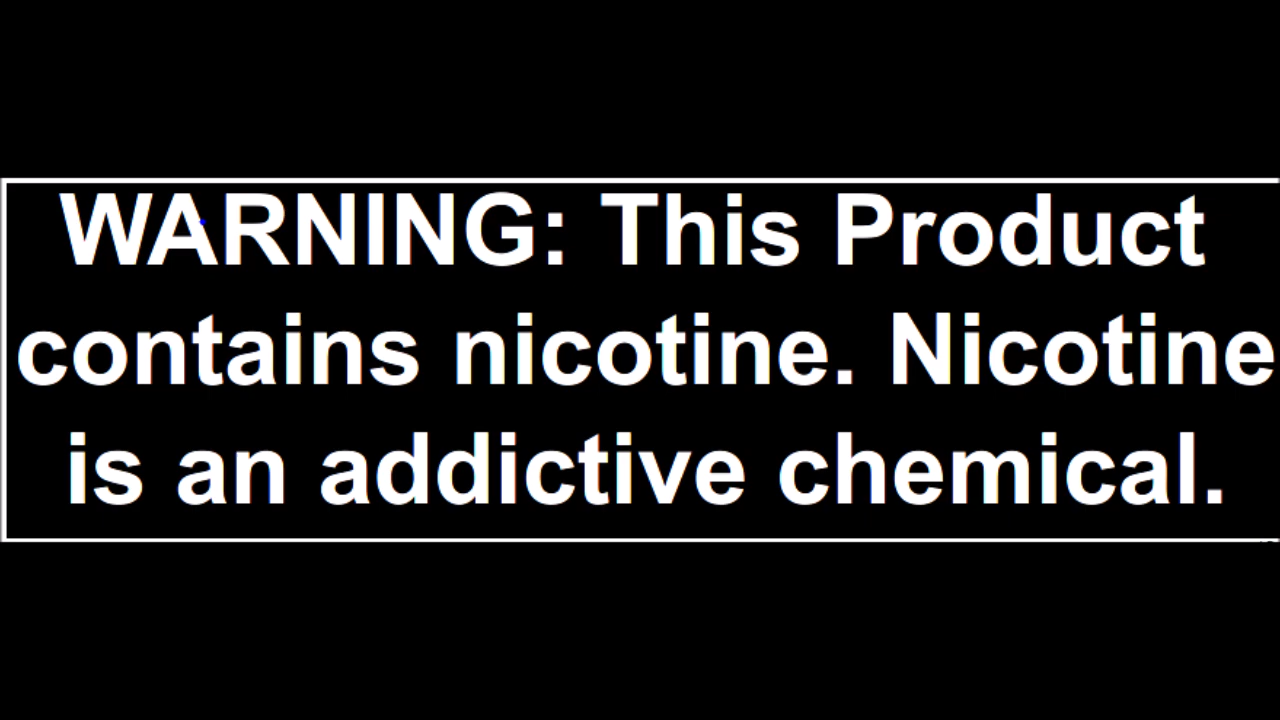 WARNING: This Product
contains nicotine. Nicotine
is an addictive chemical.